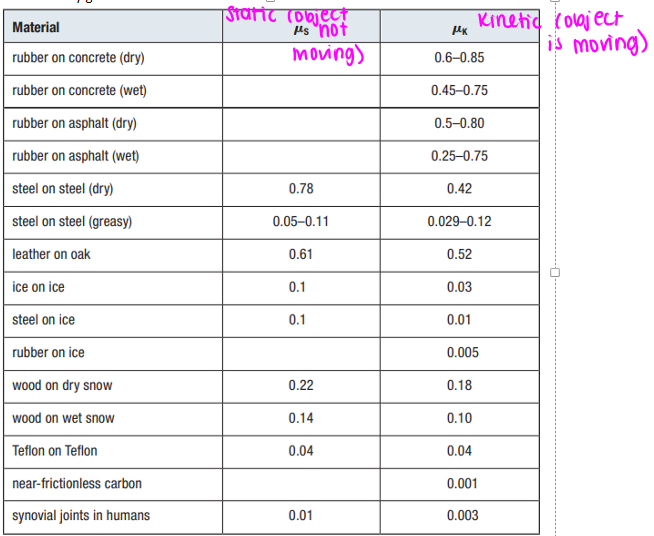 Material μS μK
static (object not moving)
kinetic (object is moving)
rubber on concrete (dry) 0.6–0.85
rubber on concrete (wet) 0.45–0.75
rubber on asphalt (dry) 0.5–0.80
rubber on asphalt (wet) 0.25–0.75
steel on steel (dry) 0.78 0.42
steel on steel (greasy) 0.05–0.11 0.029–0.12
leather on oak 0.61 0.52
ice on ice 0.1 0.03
steel on ice 0.1 0.01
rubber on ice 0.005
wood on dry snow 0.22 0.18
wood on wet snow 0.14 0.10
Teflon on Teflon 0.04 0.04
near-frictionless carbon 0.001
synovial joints in humans 0.01 0.003